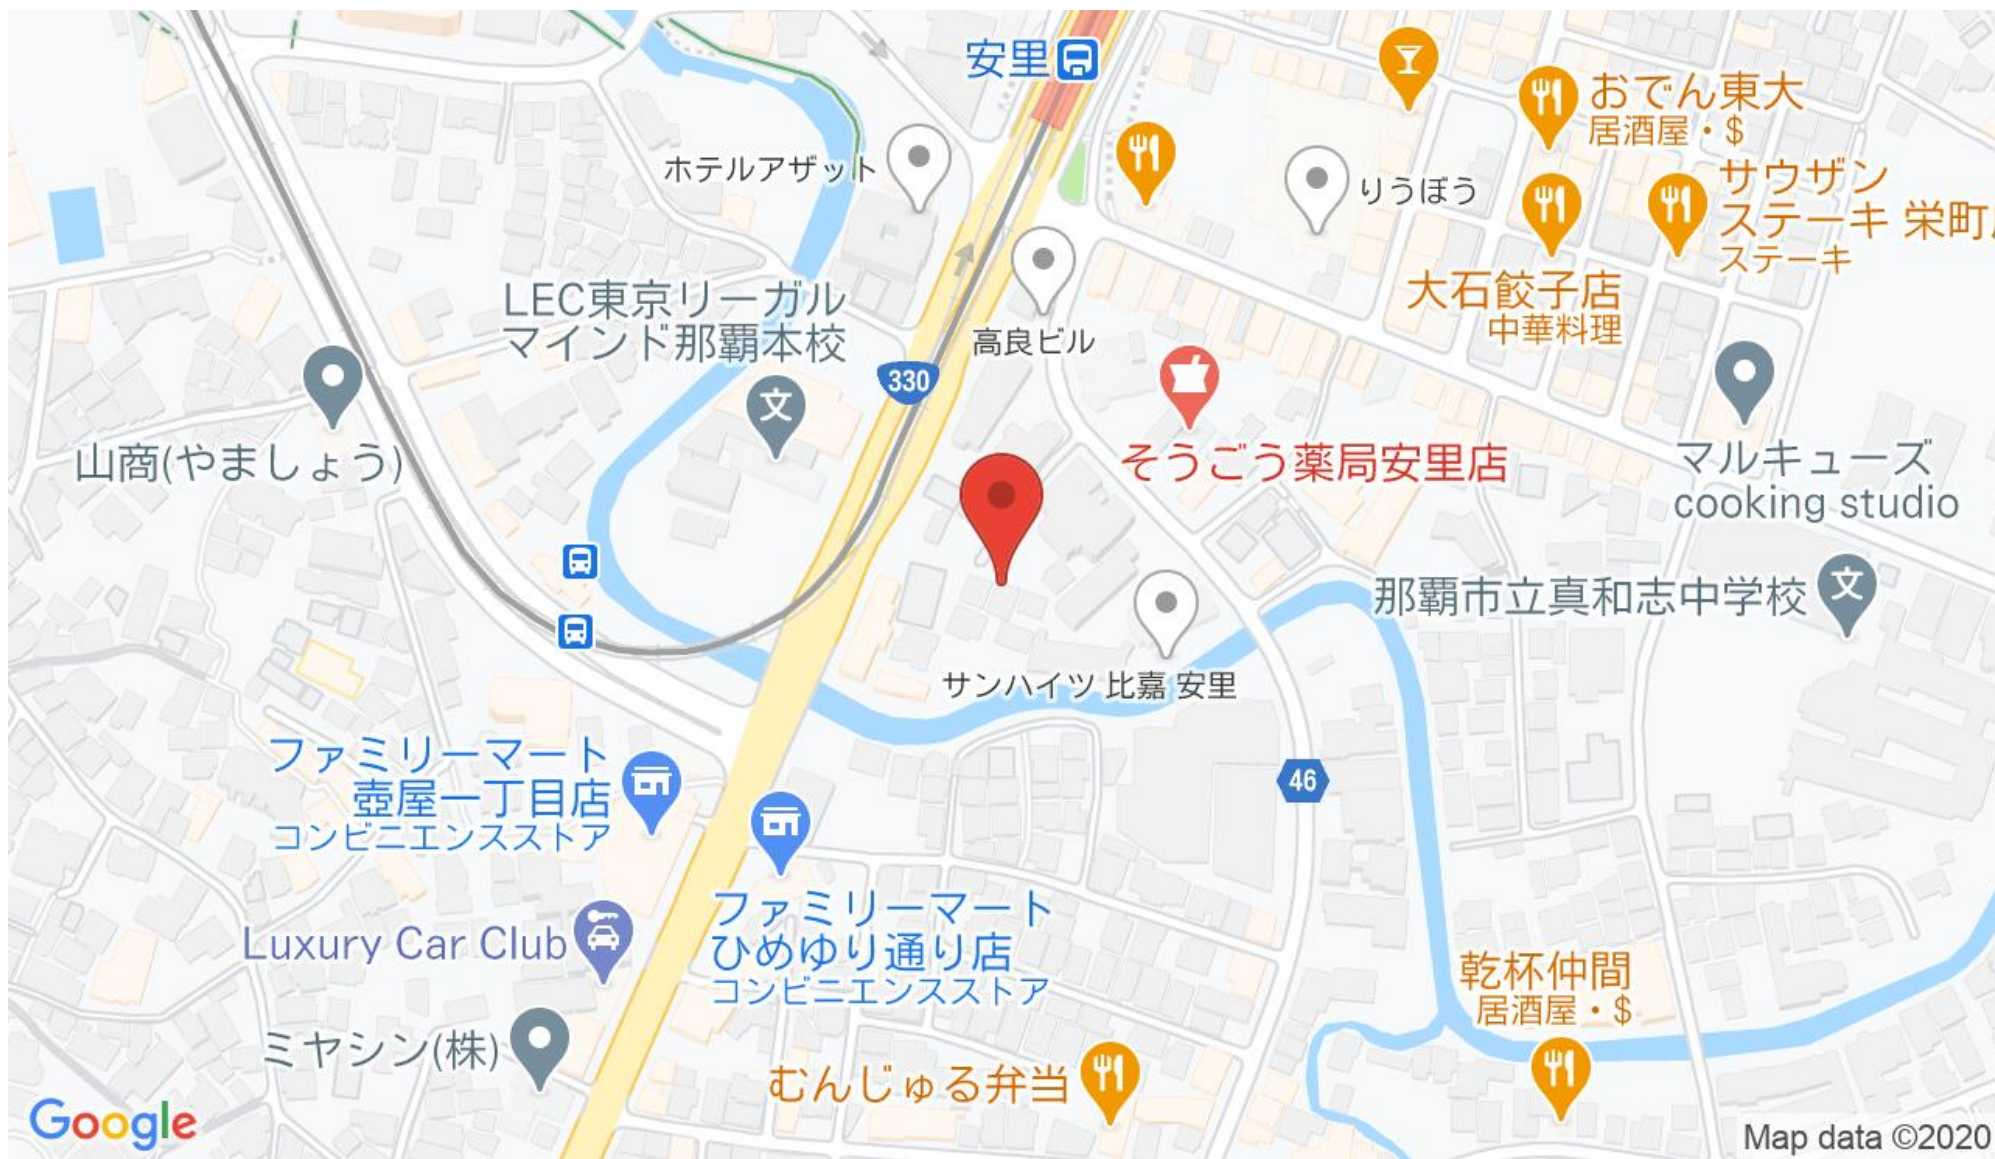 安里
おでん東大
居酒屋・$
ホテルアザット
りうぼう
サウザン
ステーキ 栄町
ステーキ
LEC東京リーガル
マインド那覇本校
文
高良ビル
大石餃子店
中華料理
330
山商(やましょう)
そうごう薬局安里店
マルキューズ
cooking studio
那覇市立真和志中学校
文
サンハイツ 比嘉 安里
ファミリーマート
壺屋一丁目店
コンビニエンスストア
46
ファミリーマート
ひめゆり通り店
コンビニエンスストア
Luxury Car Club
乾杯仲間
居酒屋・$
ミヤシン(株)
むんじゅる弁当
Google
Map data ©2020